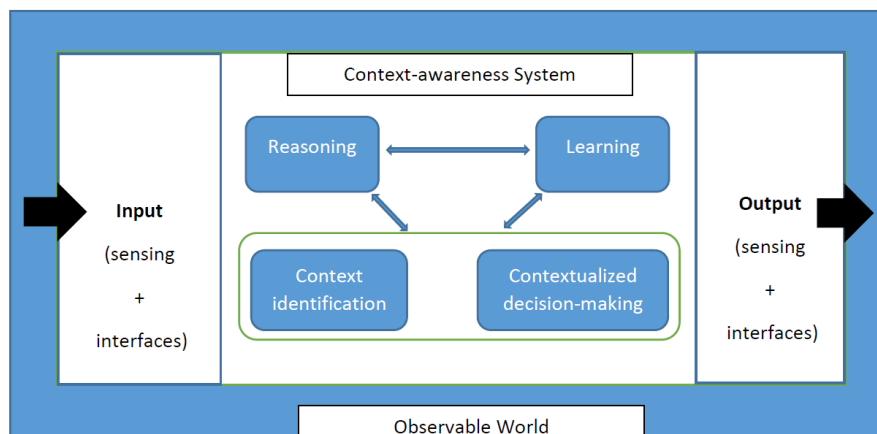 Context-awareness System
Reasoning
Learning
Input
(sensing
+
interfaces)
Output
(sensing
+
interfaces)
Context
identification
Contextualized
decision-making
Observable World